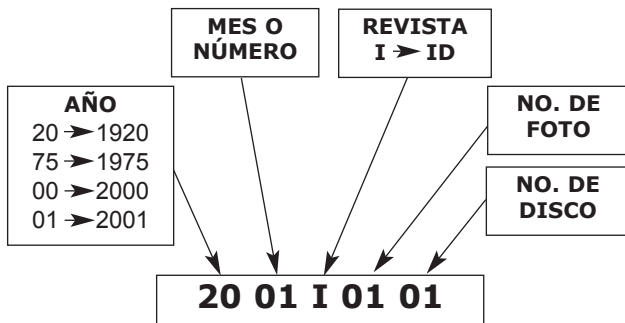 MES O
NÚMERO
REVISTA
I ➤ ID
AÑO
20 ➤ 1920
75 ➤ 1975
00 ➤ 2000
01 ➤ 2001
NO. DE
FOTO
NO. DE
DISCO
20 01 I 01 01